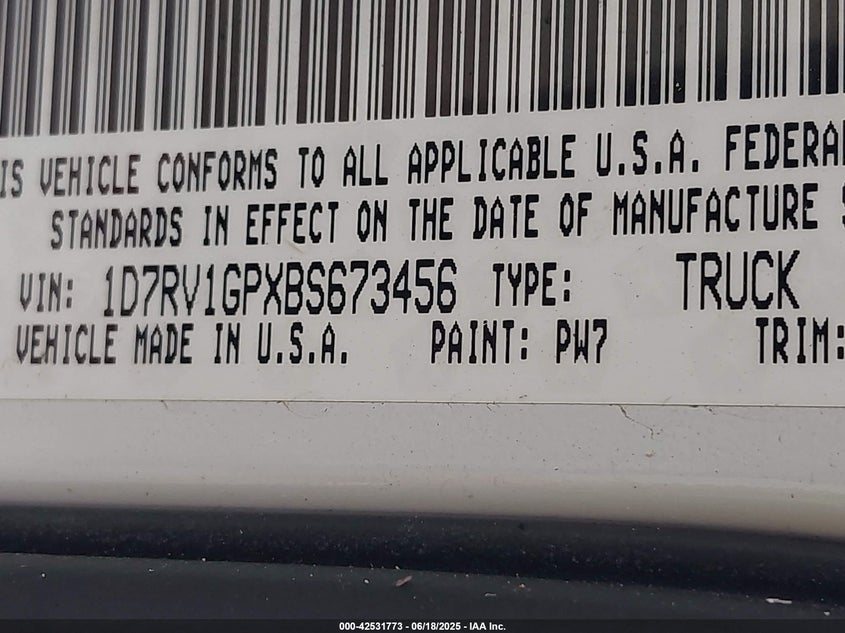 IS VEHICLE CONFORMS TO ALL APPLICABLE U.S.A. FEDERAL
STANDARDS IN EFFECT ON THE DATE OF MANUFACTURE S
VIN: 1D7RV1GPXBS673456 TYPE: TRUCK
VEHICLE MADE IN U.S.A. PAINT: PW7 TRIM:
000-42531773 - 06/18/2025 - IAA Inc.